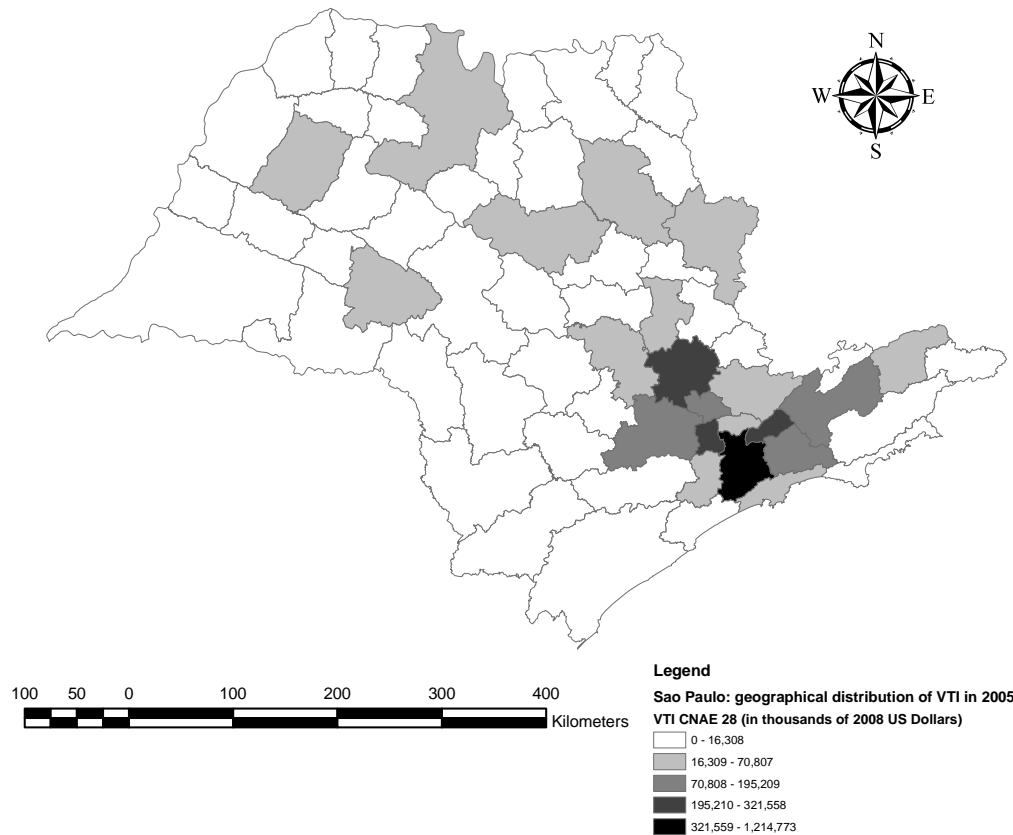 N
W E
S
100 50 0 100 200 300 400
Kilometers
Legend
Sao Paulo: geographical distribution of VTI in 2005
VTI CNAE 28 (in thousands of 2008 US Dollars)
0 - 16,308
16,309 - 70,807
70,808 - 195,209
195,210 - 321,558
321,559 - 1,214,773